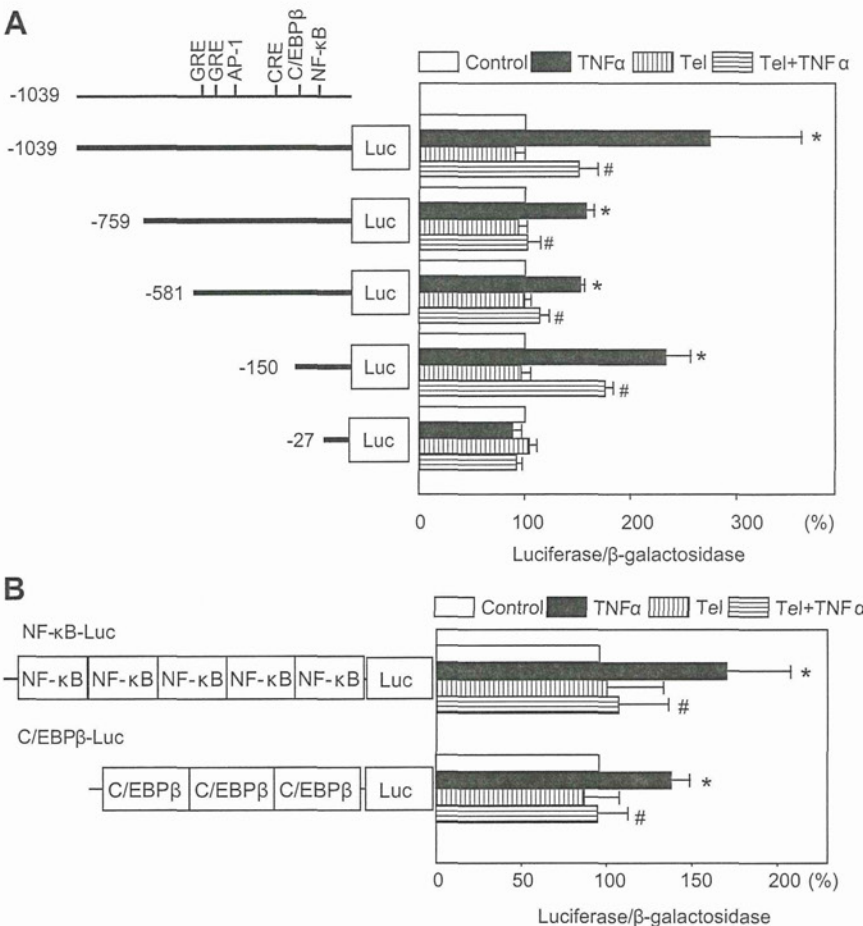 A
GRE
GRE
AP-1
CRE
C/EBPβ
NF-κB
Control TNFα Tel Tel+TNFα
-1039
-1039 Luc *
#
-759 Luc *
#
-581 Luc *
#
-150 Luc *
#
-27 Luc
0 100 200 300 (%)
Luciferase/β-galactosidase
B
Control TNFα Tel Tel+TNFα
NF-κB-Luc
NF-κB NF-κB NF-κB NF-κB NF-κB Luc *
#
C/EBPβ-Luc
C/EBPβ C/EBPβ C/EBPβ Luc *
#
0 50 100 150 200 (%)
Luciferase/β-galactosidase